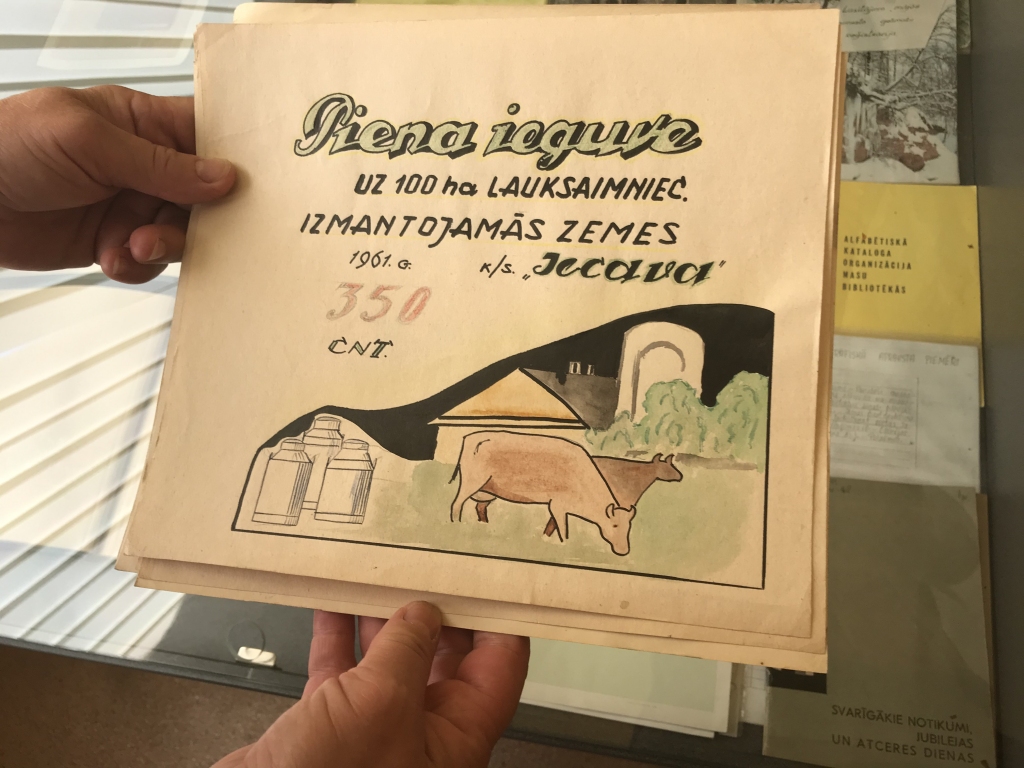 Piena ieguve
UZ 100 ha LAUKSAIMNIEC.
IZMANTOJAMĀS ZEMES
1961. G. K/S. „Iecava"
350
CNT.
ALFABĒTISKĀ
KATALOGA
ORGANIZĀCIJA
MASU
BIBLIOTĒKĀS
SVARĪGĀKIE NOTIKUMI,
JUBILEJAS
UN ATCERES DIENAS